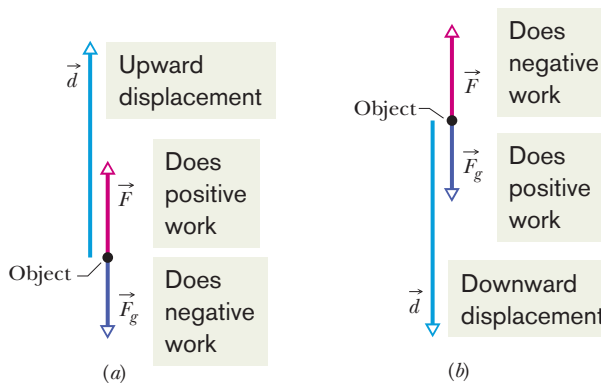 d
Upward
displacement
F
Does
positive
work
Object
F_g
Does
negative
work
(a)
Does
negative
work
F
Object
F_g
Does
positive
work
Downward
displacement
d
(b)